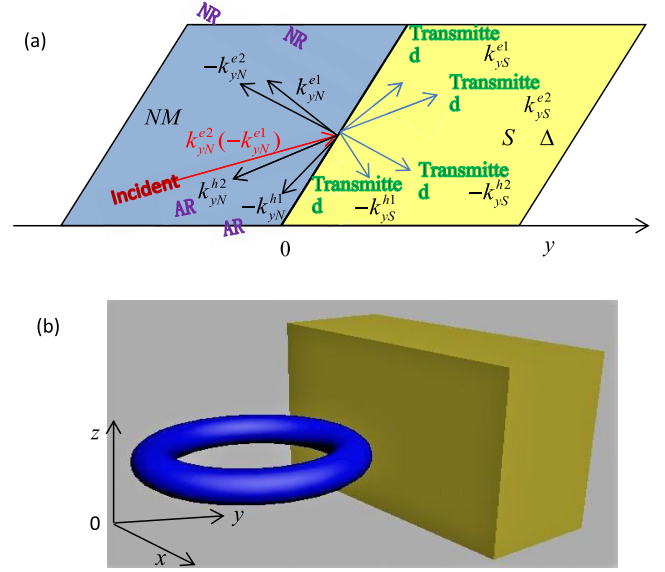 (a)
NR
NR
Transmitte
d
k_{yS}^{e1}
-k_{yN}^{e2}
k_{yN}^{e1}
Transmitte
d
k_{yS}^{e2}
NM
k_{yN}^{e2}(-k_{yN}^{e1})
S Δ
Incident
k_{yN}^{h2}
AR
-k_{yN}^{h1}
AR
Transmitte
d
-k_{yS}^{h1}
Transmitte
d
-k_{yS}^{h2}
0
y
(b)
z
0
y
x